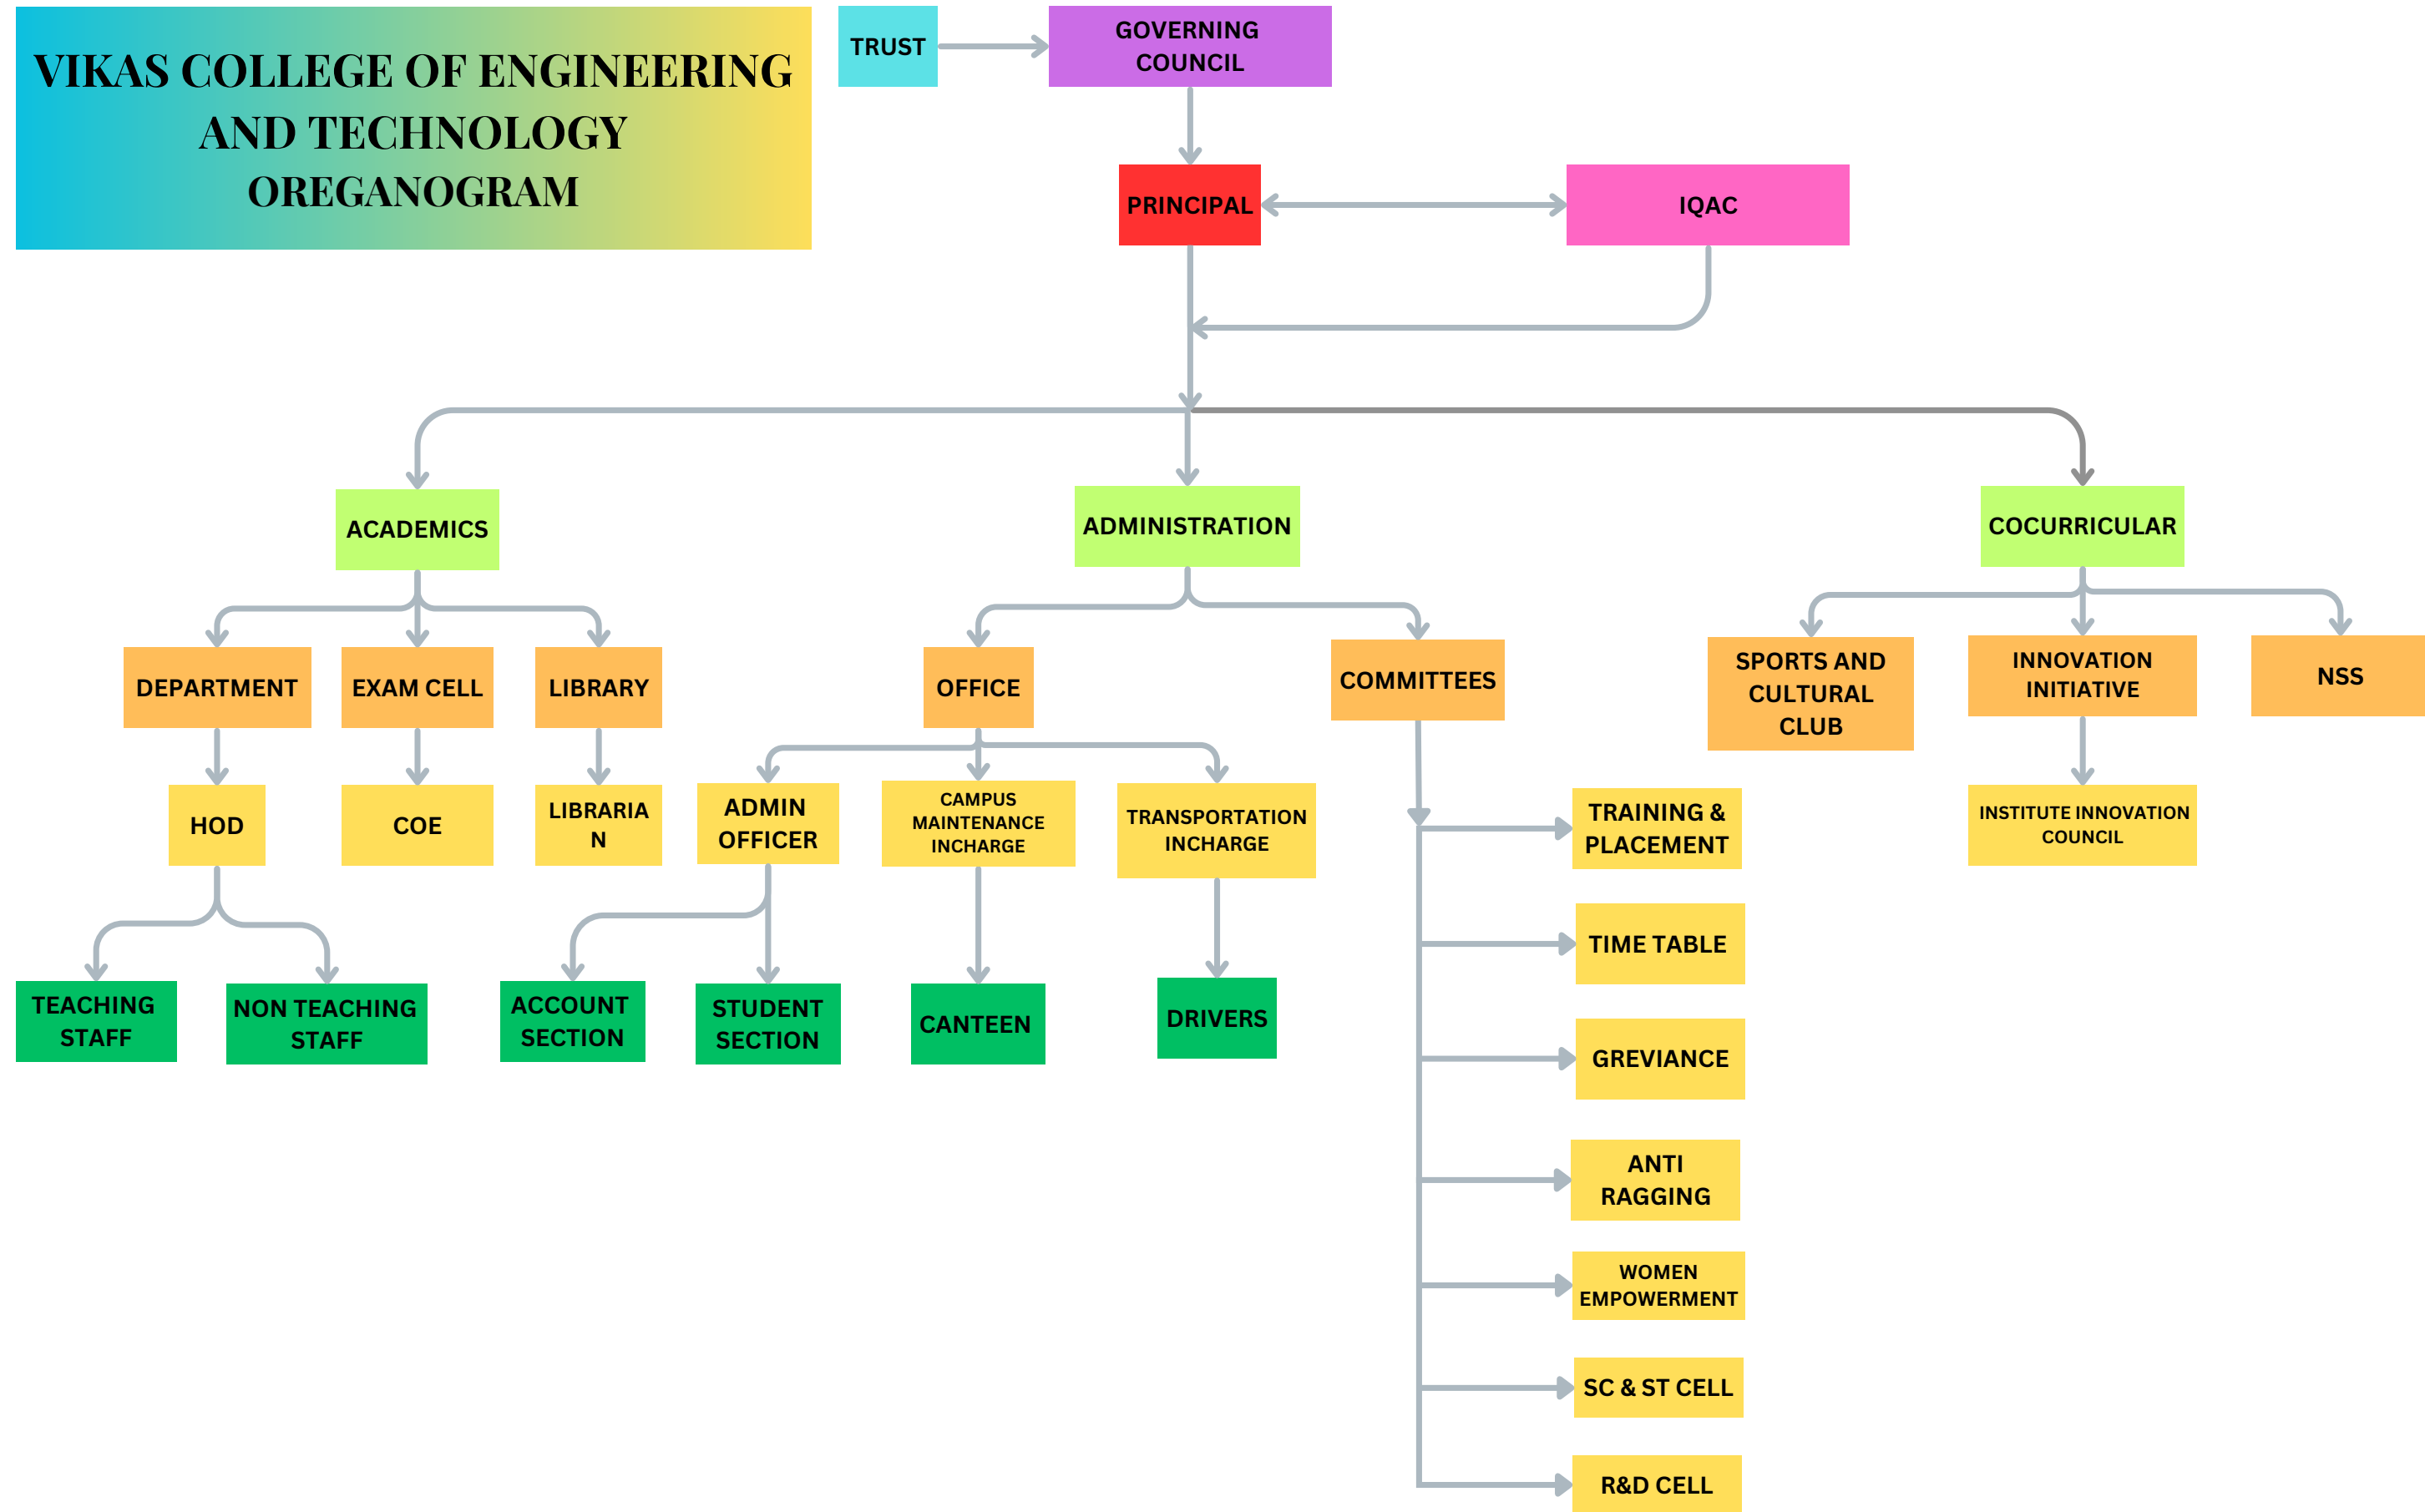 VIKAS COLLEGE OF ENGINEERING
AND TECHNOLOGY
OREGANOGRAM
TRUST
GOVERNING
COUNCIL
PRINCIPAL
IQAC
ACADEMICS
ADMINISTRATION
COCURRICULAR
DEPARTMENT
EXAM CELL
LIBRARY
OFFICE
COMMITTEES
SPORTS AND
CULTURAL
CLUB
INNOVATION
INITIATIVE
NSS
HOD
COE
LIBRARIA
N
ADMIN
OFFICER
CAMPUS
MAINTENANCE
INCHARGE
TRANSPORTATION
INCHARGE
TRAINING &
PLACEMENT
INSTITUTE INNOVATION
COUNCIL
TIME TABLE
TEACHING
STAFF
NON TEACHING
STAFF
ACCOUNT
SECTION
STUDENT
SECTION
CANTEEN
DRIVERS
GREVIANCE
ANTI
RAGGING
WOMEN
EMPOWERMENT
SC & ST CELL
R&D CELL